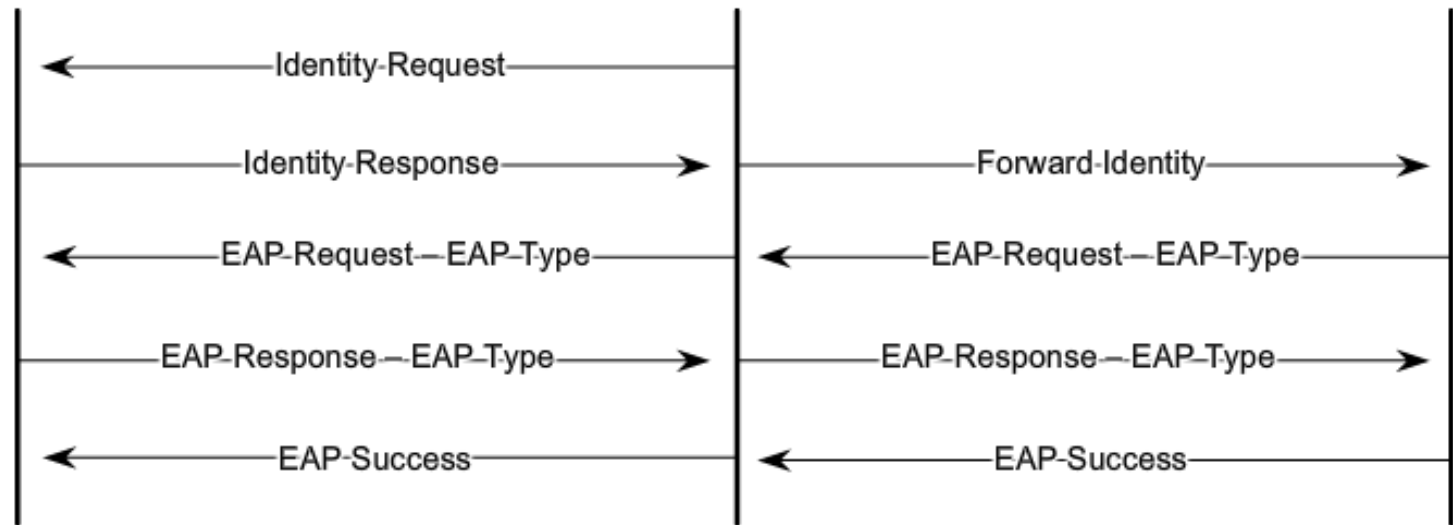 Identity Request
Identity Response
Forward Identity
EAP Request – EAP Type
EAP Request – EAP Type
EAP Response – EAP Type
EAP Response – EAP Type
EAP Success
EAP Success